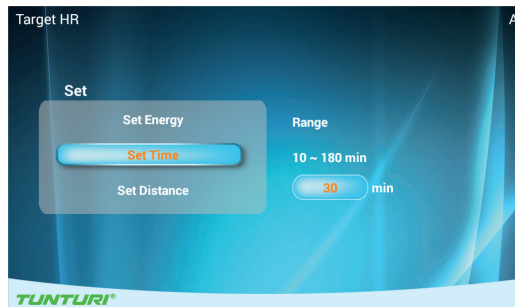 Target HR
A
Set
Set Energy
Set Time
Set Distance
Range
10 ~ 180 min
30 min
TUNTURI®